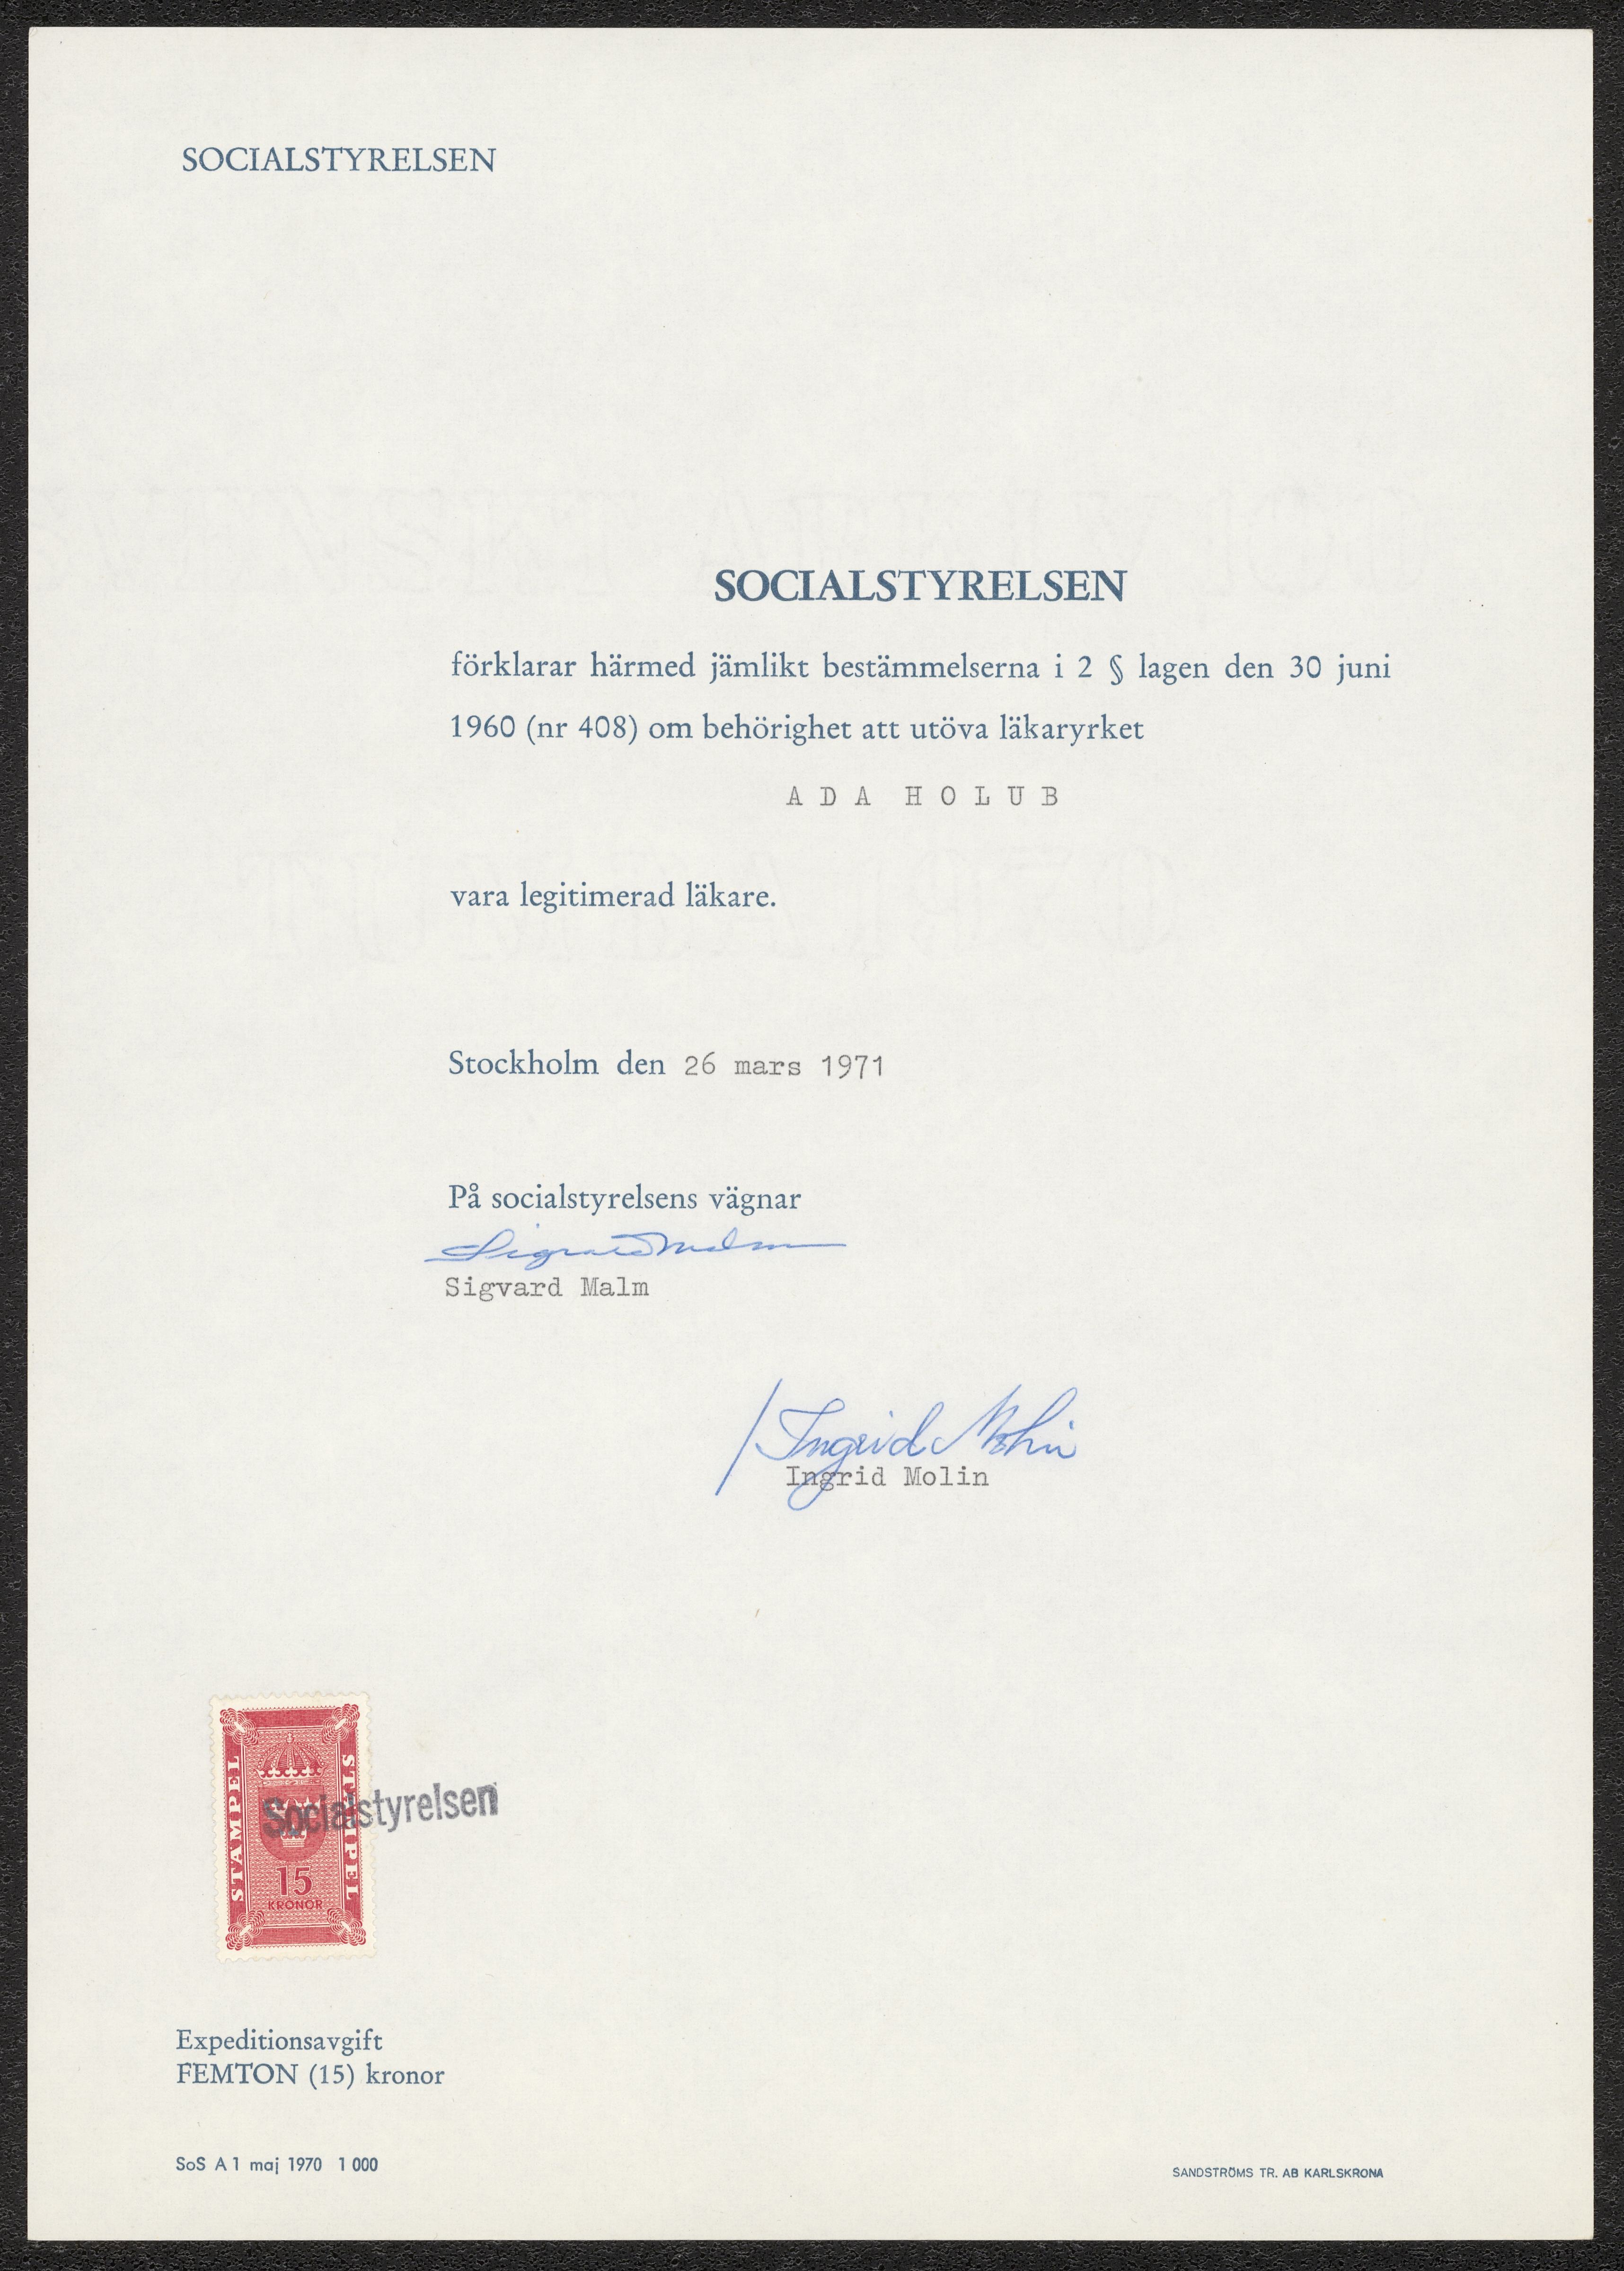 SOCIALSTYRELSEN
SOCIALSTYRELSEN
förklarar härmed jämlikt bestämmelserna i 2 § lagen den 30 juni
1960 (nr 408) om behörighet att utöva läkaryrket
ADA HOLUB
vara legitimerad läkare.
Stockholm den 26 mars 1971
På socialstyrelsens vägnar
Sigvard Malm
Sigvard Malm
Ingrid Molin
Ingrid Molin
STÄMPEL
STÄMPEL
15
KRONOR
Socialstyrelsen
Expeditionsavgift
FEMTON (15) kronor
SoS A 1 maj 1970 1 000
SANDSTRÖMS TR. AB KARLSKRONA